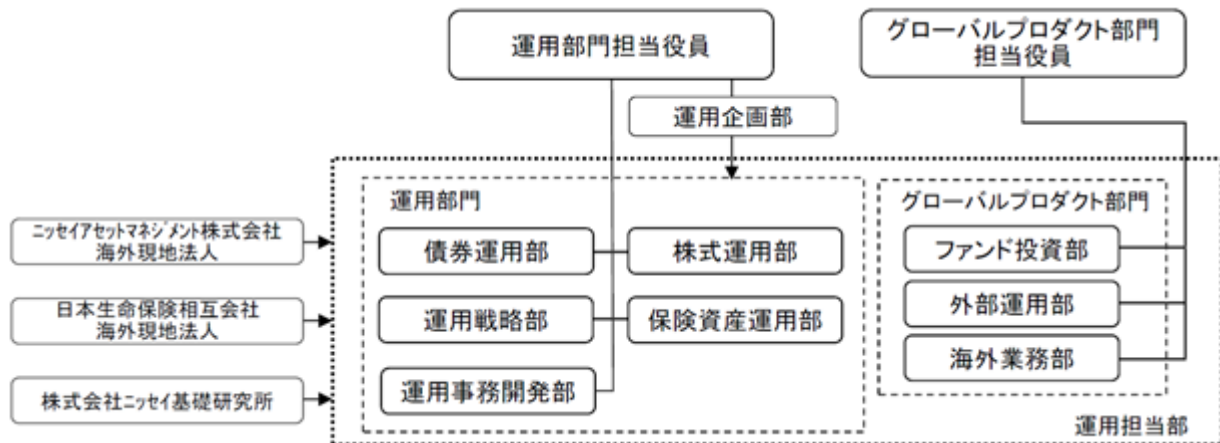 運用部門担当役員
グローバルプロダクト部門
担当役員
運用企画部
運用部門
グローバルプロダクト部門
ニッセイアセットマネジメント株式会社
海外現地法人
債券運用部
株式運用部
ファンド投資部
日本生命保険相互会社
海外現地法人
運用戦略部
保険資産運用部
外部運用部
海外業務部
株式会社ニッセイ基礎研究所
運用事務開発部
運用担当部